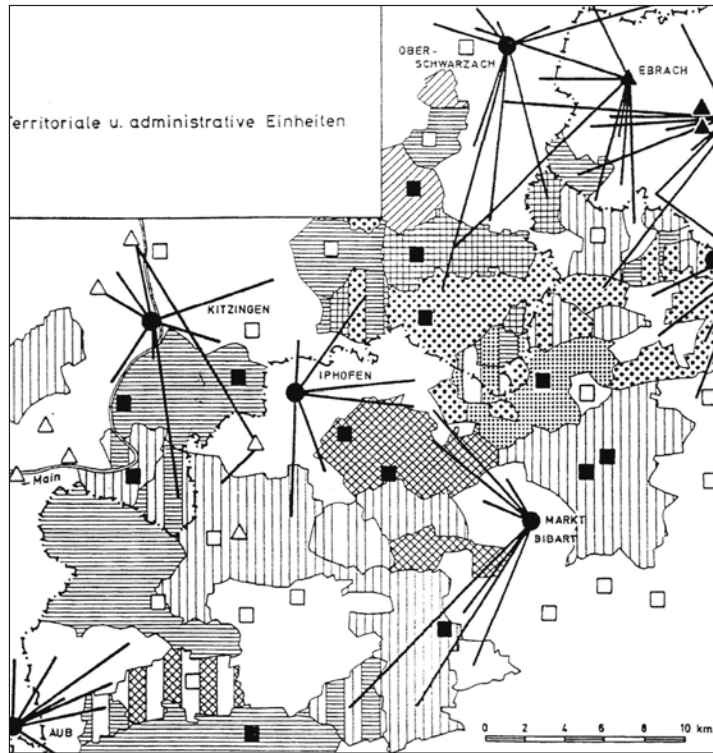 Territoriale u. administrative Einheiten
OBER-
SCHWARZACH
EBRACH
KITZINGEN
IPHOFEN
Main
MARKT
BIBART
AUB
0 2 4 6 8 10 km